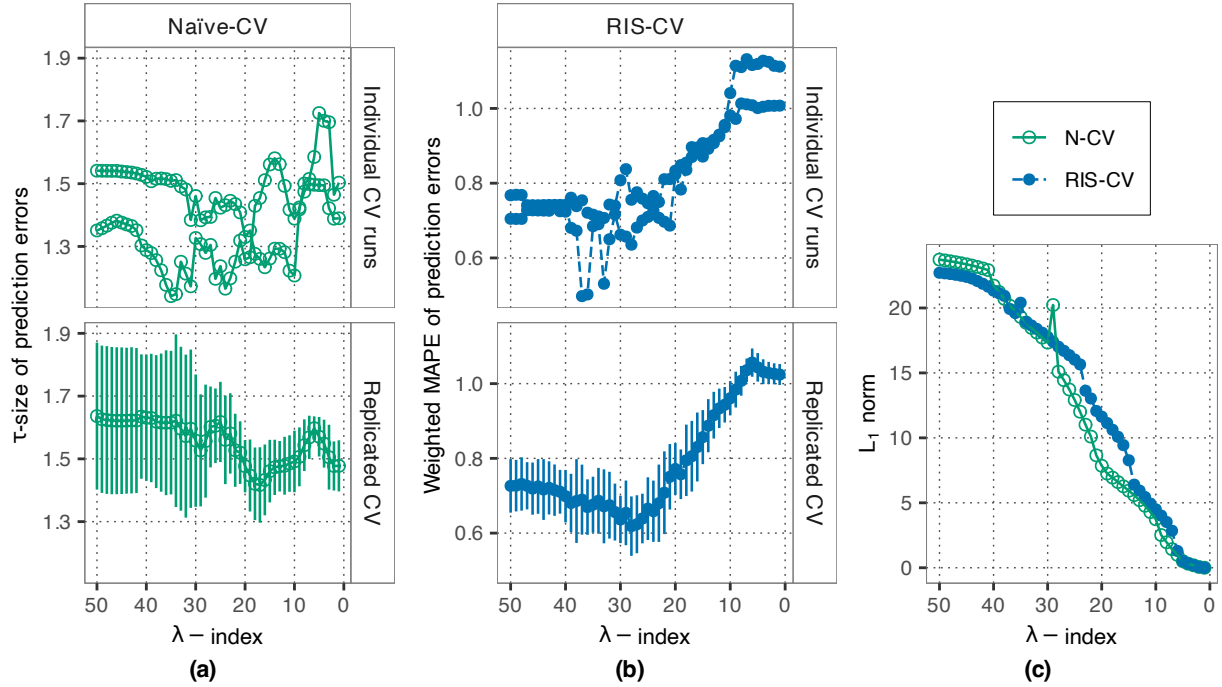 Naïve-CV
τ-size of prediction errors
1.9
1.7
1.5
1.3
Individual CV runs
1.9
1.7
1.5
1.3
Replicated CV
50 40 30 20 10 0
λ – index
(a)
RIS-CV
Weighted MAPE of prediction errors
1.0
0.8
0.6
Individual CV runs
1.0
0.8
0.6
Replicated CV
50 40 30 20 10 0
λ – index
(b)
N-CV
RIS-CV
L₁ norm
20
15
10
5
0
50 40 30 20 10 0
λ – index
(c)